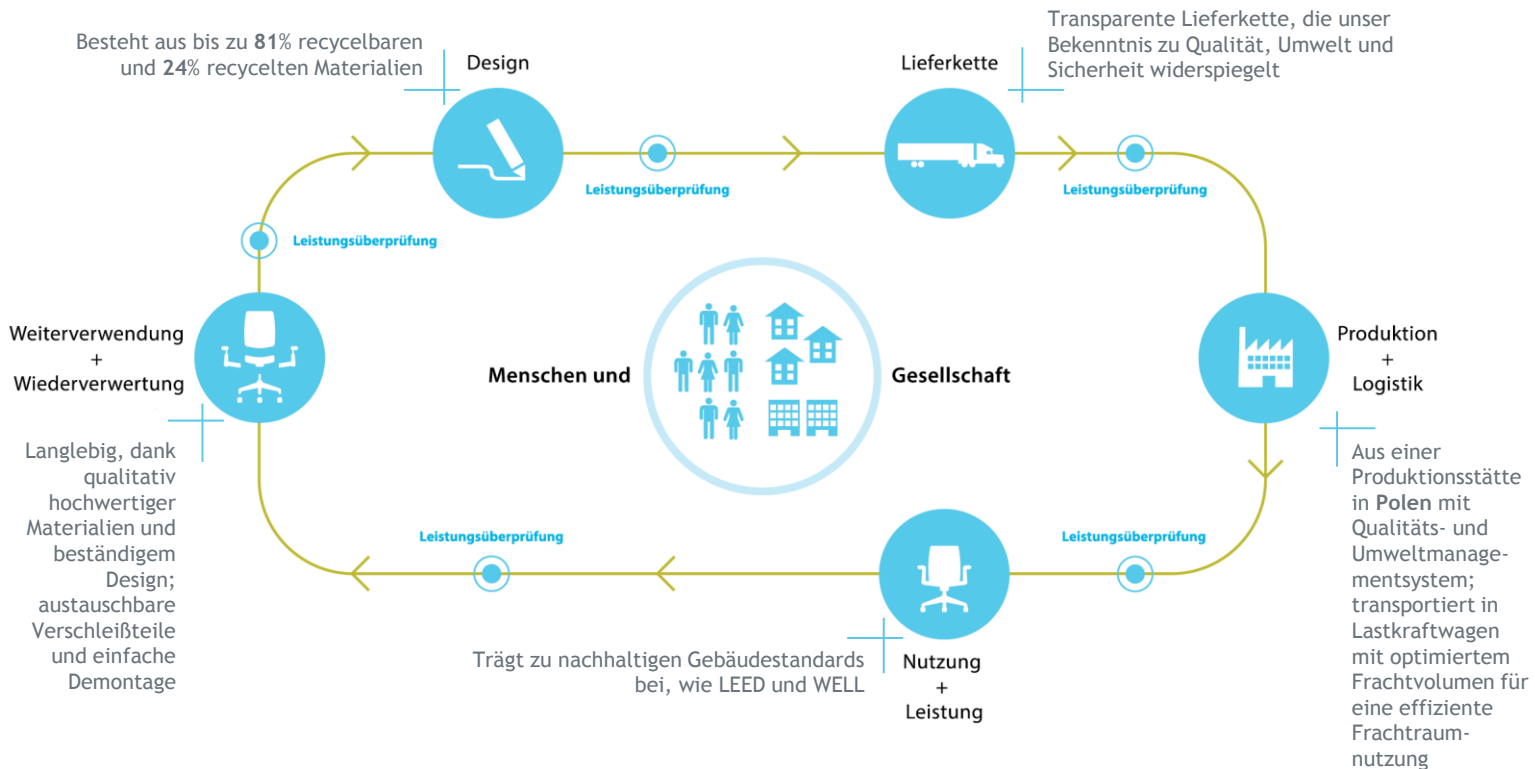 Besteht aus bis zu 81% recycelbaren
und 24% recycelten Materialien
Design
Lieferkette
Transparente Lieferkette, die unser
Bekenntnis zu Qualität, Umwelt und
Sicherheit widerspiegelt
Leistungsüberprüfung
Leistungsüberprüfung
Leistungsüberprüfung
Weiterverwendung
+
Wiederverwertung
Menschen und
Gesellschaft
Produktion
+
Logistik
Langlebig, dank
qualitativ
hochwertiger
Materialien und
beständigem
Design;
austauschbare
Verschleißteile
und einfache
Demontage
Leistungsüberprüfung
Leistungsüberprüfung
Aus einer
Produktionsstätte
in Polen mit
Qualitäts- und
Umweltmanage-
mentsystem;
transportiert in
Lastkraftwagen
mit optimiertem
Frachtvolumen für
eine effiziente
Frachtraum-
nutzung
Trägt zu nachhaltigen Gebäudestandards
bei, wie LEED und WELL
Nutzung
+
Leistung